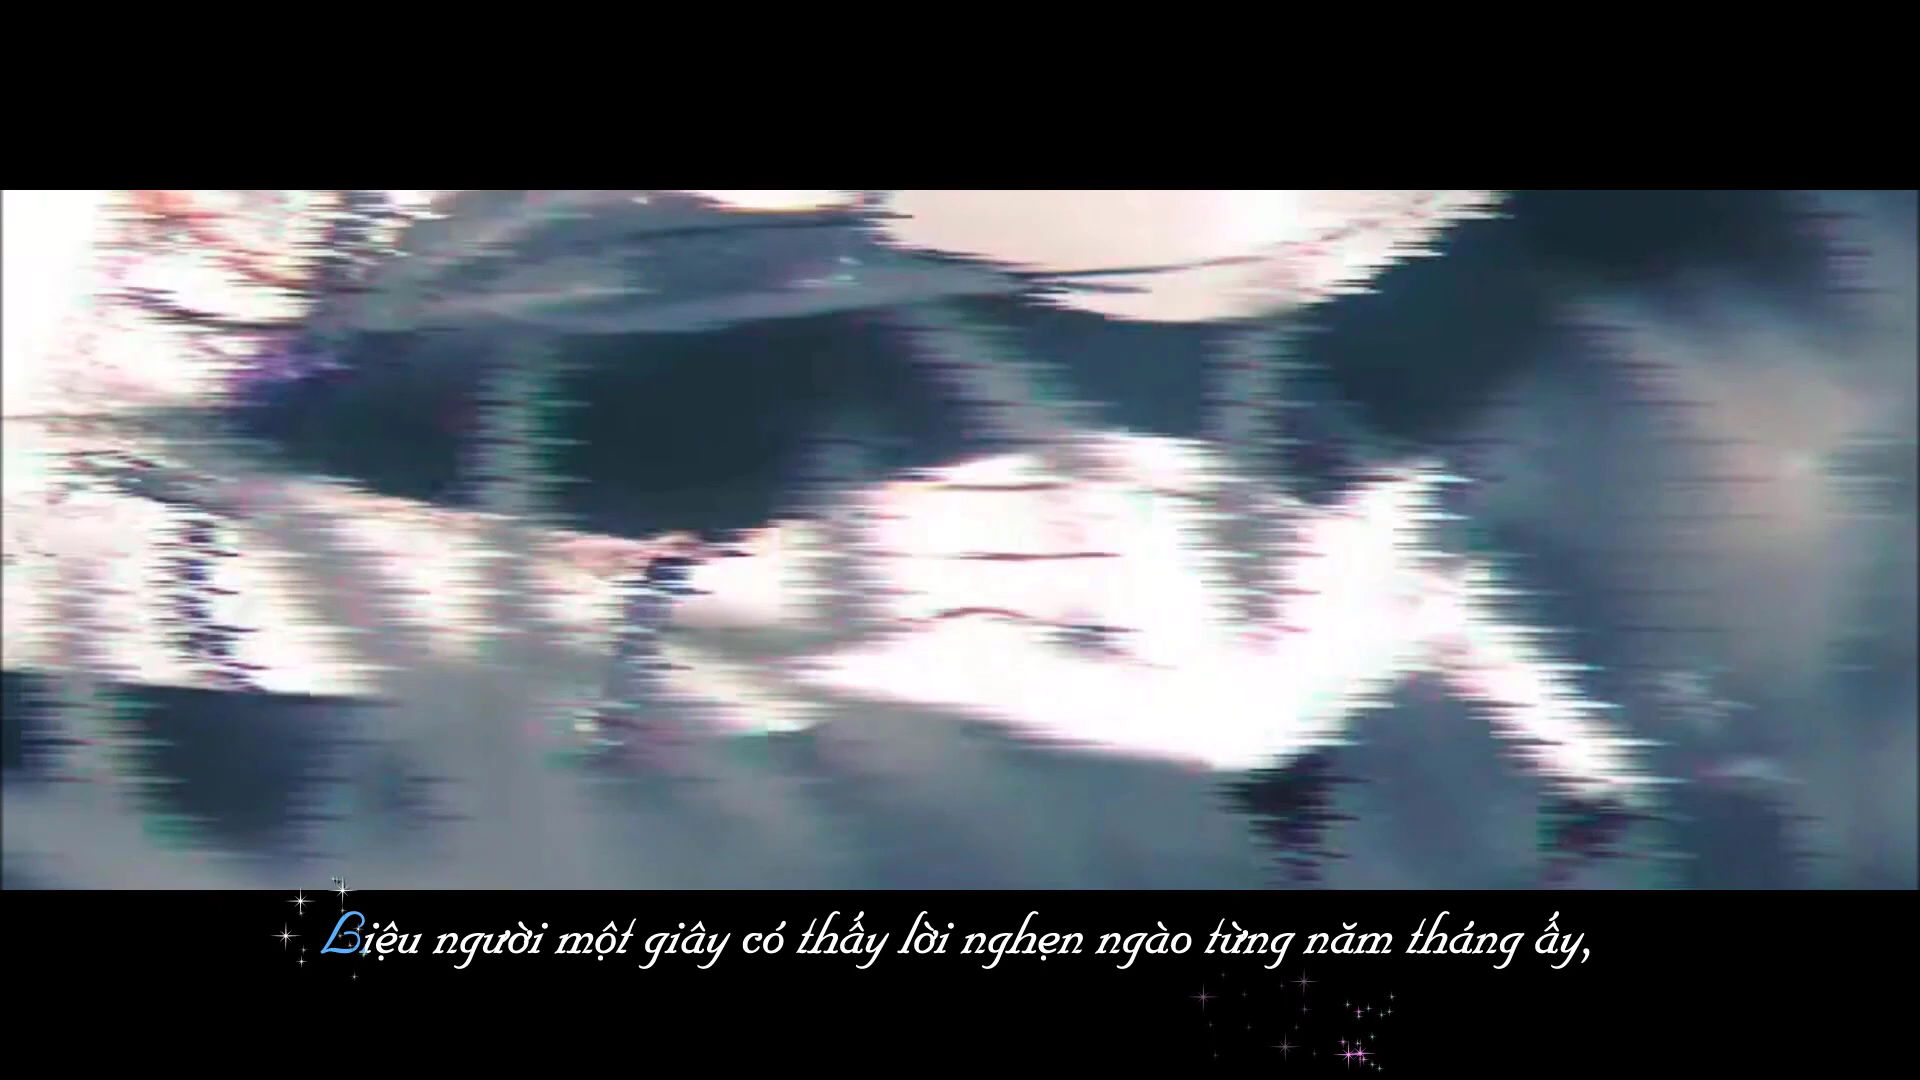 Liệu người một giây có thấy lời nghẹn ngào từng năm tháng ấy,